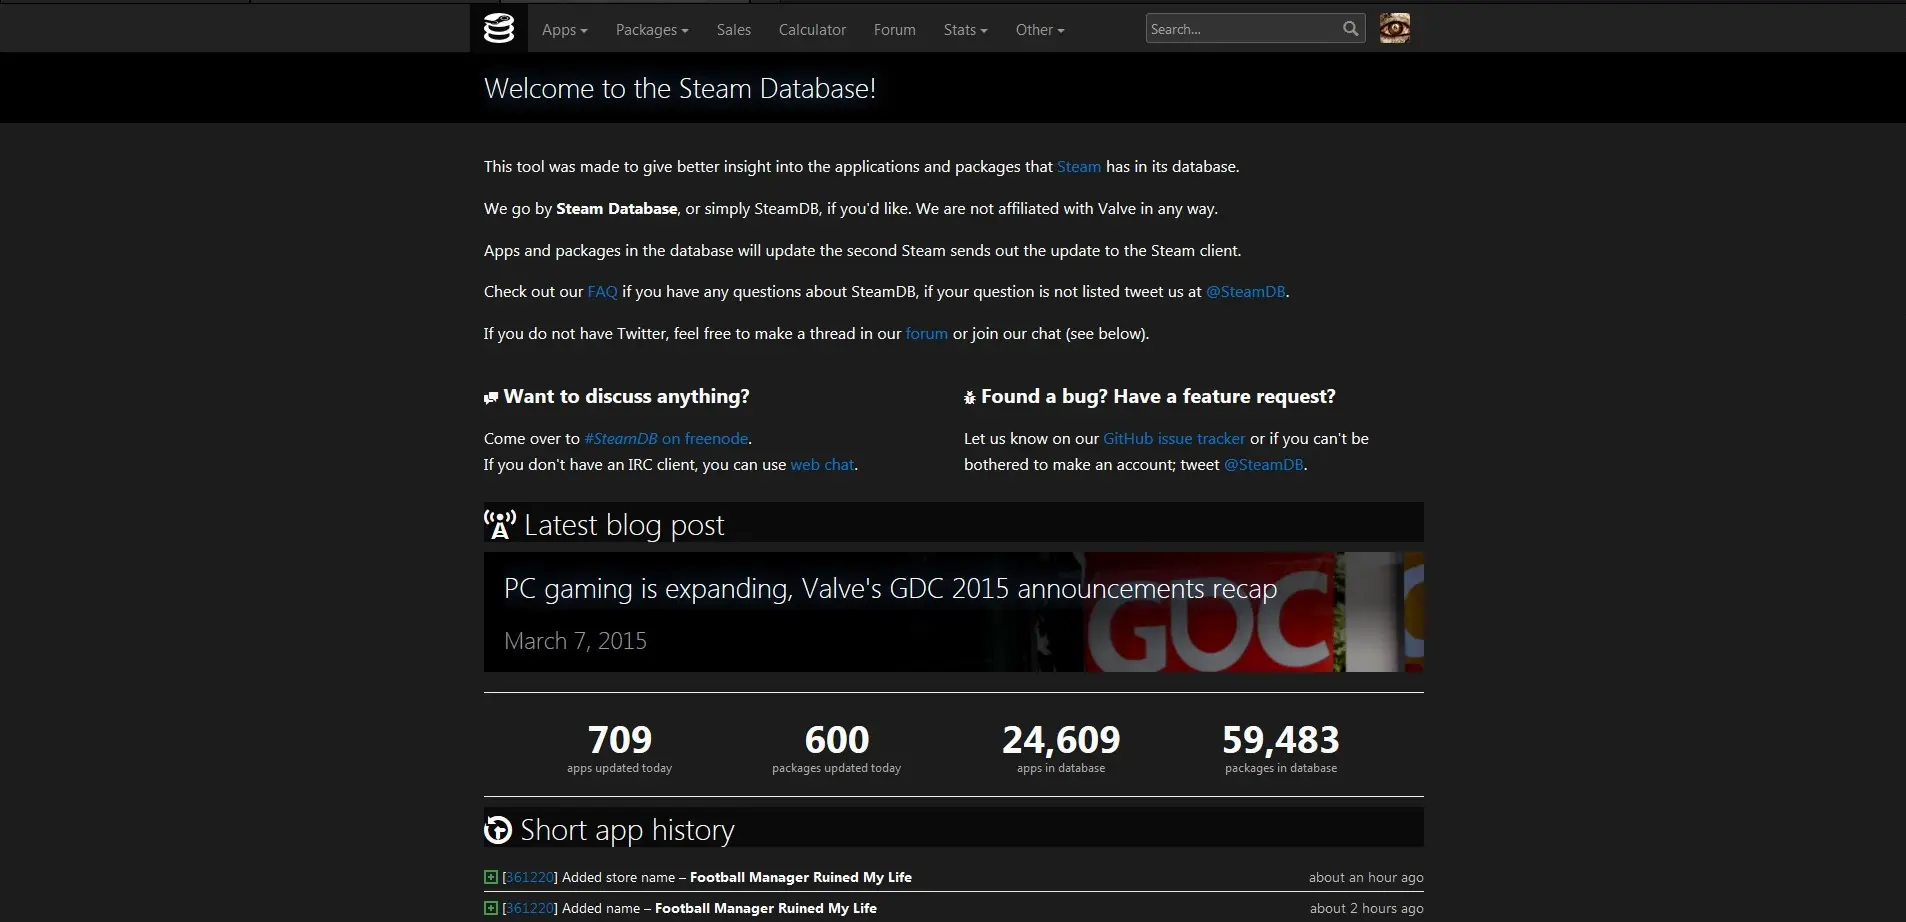 Apps Packages Sales Calculator Forum Stats Other Search...
Welcome to the Steam Database!
This tool was made to give better insight into the applications and packages that Steam has in its database.
We go by Steam Database, or simply SteamDB, if you'd like. We are not affiliated with Valve in any way.
Apps and packages in the database will update the second Steam sends out the update to the Steam client.
Check out our FAQ if you have any questions about SteamDB, if your question is not listed tweet us at @SteamDB.
If you do not have Twitter, feel free to make a thread in our forum or join our chat (see below).
Want to discuss anything?
Come over to #SteamDB on freenode.
If you don't have an IRC client, you can use web chat.
Found a bug? Have a feature request?
Let us know on our GitHub issue tracker or if you can't be
bothered to make an account; tweet @SteamDB.
Latest blog post
PC gaming is expanding, Valve's GDC 2015 announcements recap
March 7, 2015
GDC
709
apps updated today
600
packages updated today
24,609
apps in database
59,483
packages in database
Short app history
[361220] Added store name – Football Manager Ruined My Life about an hour ago
[361220] Added name – Football Manager Ruined My Life about 2 hours ago